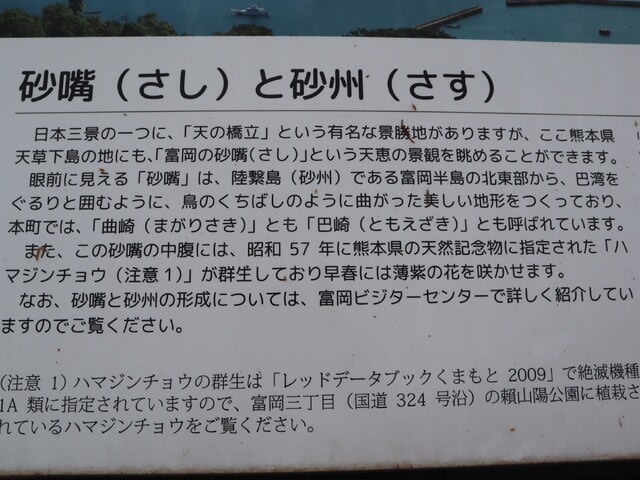 砂嘴（さし）と砂州（さす）
日本三景の一つに、「天の橋立」という有名な景勝地がありますが、ここ熊本県
天草下島の地にも、「富岡の砂嘴（さし）」という天恵の景観を眺めることができます。
眼前に見える「砂嘴」は、陸繋島（砂州）である富岡半島の北東部から、巴湾を
ぐるりと囲むように、鳥のくちばしのように曲がった美しい地形をつくっており、
本町では、「曲崎（まがりさき）」とも「巴崎（ともえざき）」とも呼ばれています。
また、この砂嘴の中腹には、昭和 57 年に熊本県の天然記念物に指定された「ハ
マジンチョウ（注意１）」が群生しており早春には薄紫の花を咲かせます。
なお、砂嘴と砂州の形成については、富岡ビジターセンターで詳しく紹介してい
ますのでご覧ください。
（注意 1）ハマジンチョウの群生は「レッドデータブックくまもと 2009」で絶滅機種
1A 類に指定されていますので、富岡三丁目（国道 324 号沿）の頼山陽公園に植栽さ
れているハマジンチョウをご覧ください。